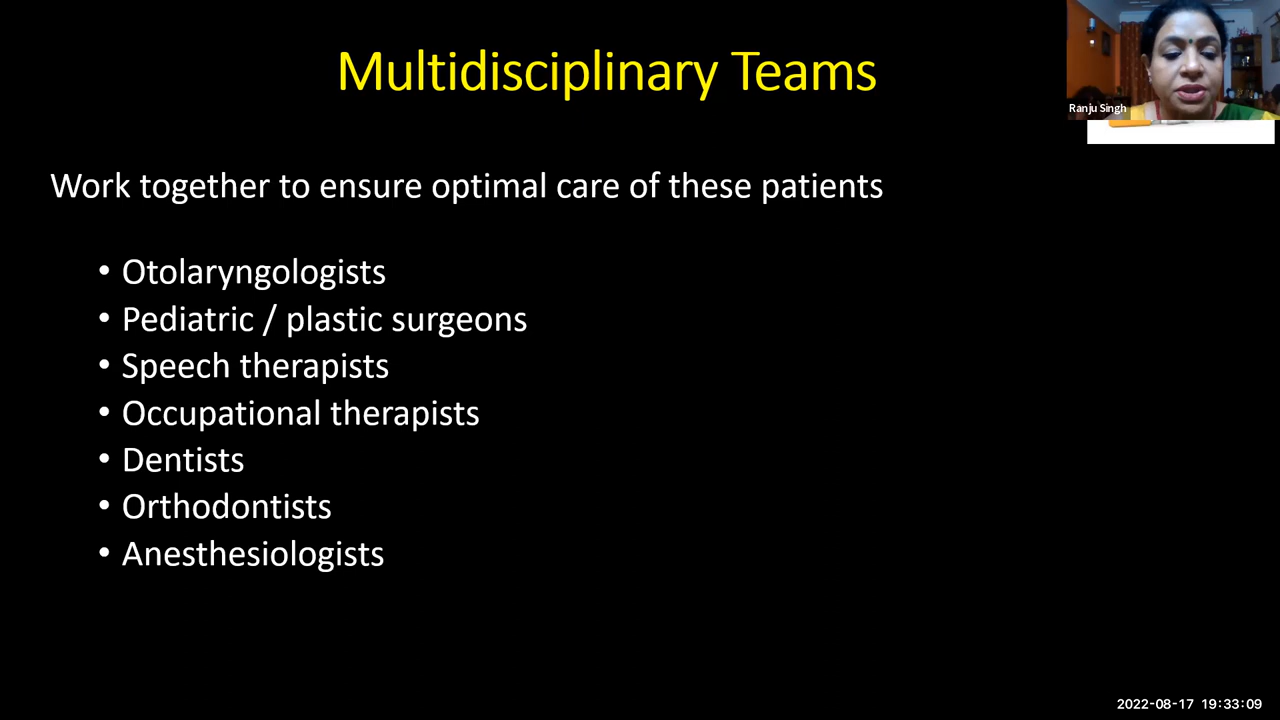 Multidisciplinary Teams
Ranju Singh
Work together to ensure optimal care of these patients
• Otolaryngologists
• Pediatric / plastic surgeons
• Speech therapists
• Occupational therapists
• Dentists
• Orthodontists
• Anesthesiologists
2022-08-17 19:33:09